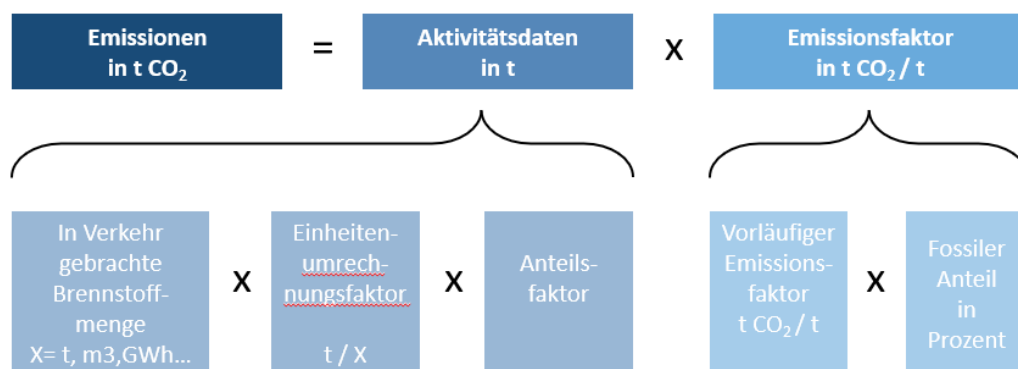 Emissionen
in t CO₂
=
Aktivitätsdaten
in t
x
Emissionsfaktor
in t CO₂ / t
In Verkehr
gebrachte
Brennstoff-
menge
X= t, m3,GWh...
x
Einheiten-
umrech-
nungsfaktor
t / X
x
Anteils-
faktor
Vorläufiger
Emissions-
faktor
t CO₂ / t
x
Fossiler
Anteil
in
Prozent